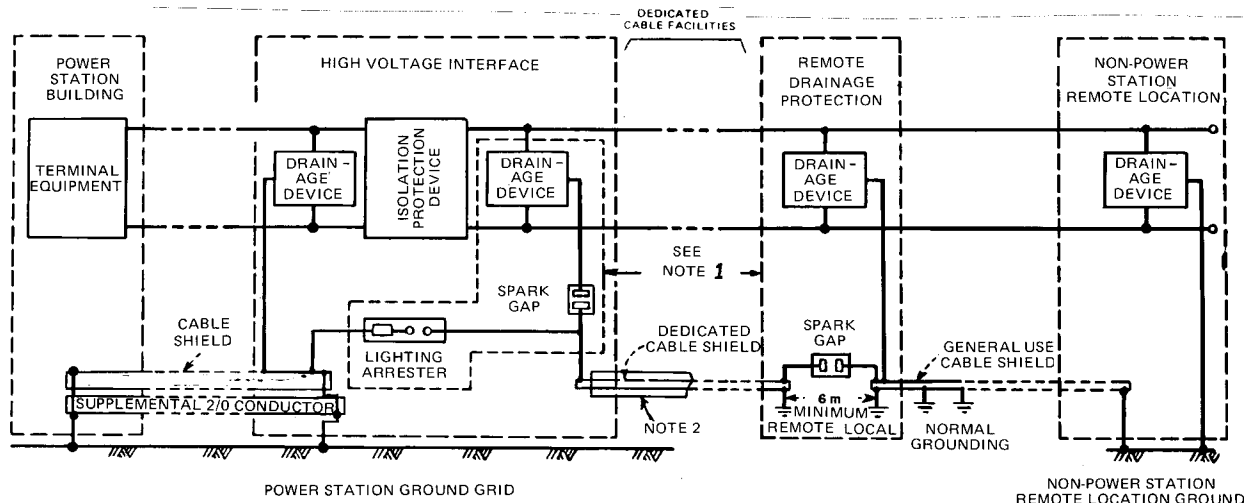 DEDICATED
CABLE FACILITIES
POWER
STATION
BUILDING
HIGH VOLTAGE INTERFACE
REMOTE
DRAINAGE
PROTECTION
NON-POWER
STATION
REMOTE LOCATION
TERMINAL
EQUIPMENT
DRAIN-
AGE
DEVICE
ISOLATION
PROTECTION
DEVICE
DRAIN-
AGE
DEVICE
DRAIN-
AGE
DEVICE
DRAIN-
AGE
DEVICE
SEE
NOTE 1
SPARK
GAP
CABLE
SHIELD
LIGHTING
ARRESTER
DEDICATED
CABLE SHIELD
SPARK
GAP
GENERAL USE
CABLE SHIELD
SUPPLEMENTAL 2/0 CONDUCTOR
NOTE 2
6 m
MINIMUM
REMOTE LOCAL
NORMAL
GROUNDING
POWER STATION GROUND GRID
NON-POWER STATION
REMOTE LOCATION GROUND